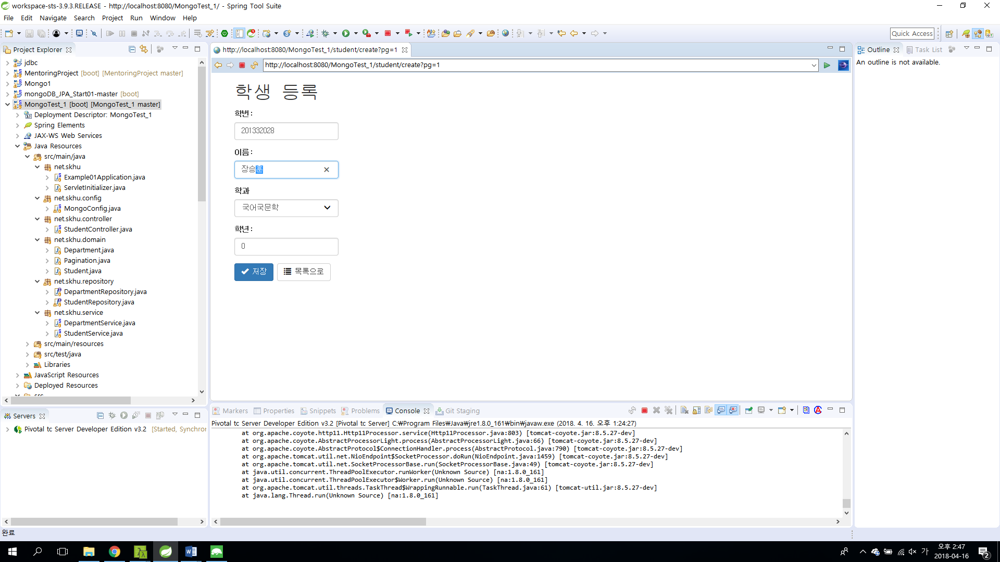 workspace-sts-3.9.3.RELEASE - http://localhost:8080/MongoTest_1/ - Spring Tool Suite
File Edit Navigate Search Project Run Window Help
Quick Access
Project Explorer
jdbc
MentoringProject [boot] [MentoringProject master]
Mongo1
mongoDB_JPA_Start01-master [boot]
MongoTest_1 [boot] [MongoTest_1 master]
Deployment Descriptor: MongoTest_1
Spring Elements
JAX-WS Web Services
Java Resources
src/main/java
net.skhu
Example01Application.java
ServletInitializer.java
net.skhu.config
MongoConfig.java
net.skhu.controller
StudentController.java
net.skhu.domain
Department.java
Pagination.java
Student.java
net.skhu.repository
DepartmentRepository.java
StudentRepository.java
net.skhu.service
DepartmentService.java
StudentService.java
src/main/resources
src/test/java
Libraries
JavaScript Resources
Deployed Resources
src
Servers
Pivotal tc Server Developer Edition v3.2 [Started, Synchror
http://localhost:8080/MongoTest_1/student/create?pg=1
http://localhost:8080/MongoTest_1/student/create?pg=1
학생 등록
학번:
201332028
이름:
장승훈
학과
국어국문학
학년:
0
저장 목록으로
Outline Task List
An outline is not available.
Markers Properties Snippets Problems Console Git Staging
Pivotal tc Server Developer Edition v3.2 [Pivotal tc Server] C:₩Program Files₩Java₩jre1.8.0_161₩bin₩javaw.exe (2018. 4. 16. 오후 1:24:27)
at org.apache.coyote.http11.Http11Processor.service(Http11Processor.java:803) [tomcat-coyote.jar:8.5.27-dev]
at org.apache.coyote.AbstractProcessorLight.process(AbstractProcessorLight.java:66) [tomcat-coyote.jar:8.5.27-dev]
at org.apache.coyote.AbstractProtocol$ConnectionHandler.process(AbstractProtocol.java:790) [tomcat-coyote.jar:8.5.27-dev]
at org.apache.tomcat.util.net.NioEndpoint$SocketProcessor.doRun(NioEndpoint.java:1459) [tomcat-coyote.jar:8.5.27-dev]
at org.apache.tomcat.util.net.SocketProcessorBase.run(SocketProcessorBase.java:49) [tomcat-coyote.jar:8.5.27-dev]
at java.util.concurrent.ThreadPoolExecutor.runWorker(Unknown Source) [na:1.8.0_161]
at java.util.concurrent.ThreadPoolExecutor$Worker.run(Unknown Source) [na:1.8.0_161]
at org.apache.tomcat.util.threads.TaskThread$WrappingRunnable.run(TaskThread.java:61) [tomcat-util.jar:8.5.27-dev]
at java.lang.Thread.run(Unknown Source) [na:1.8.0_161]
완료
가
오후 2:47
2018-04-16
2